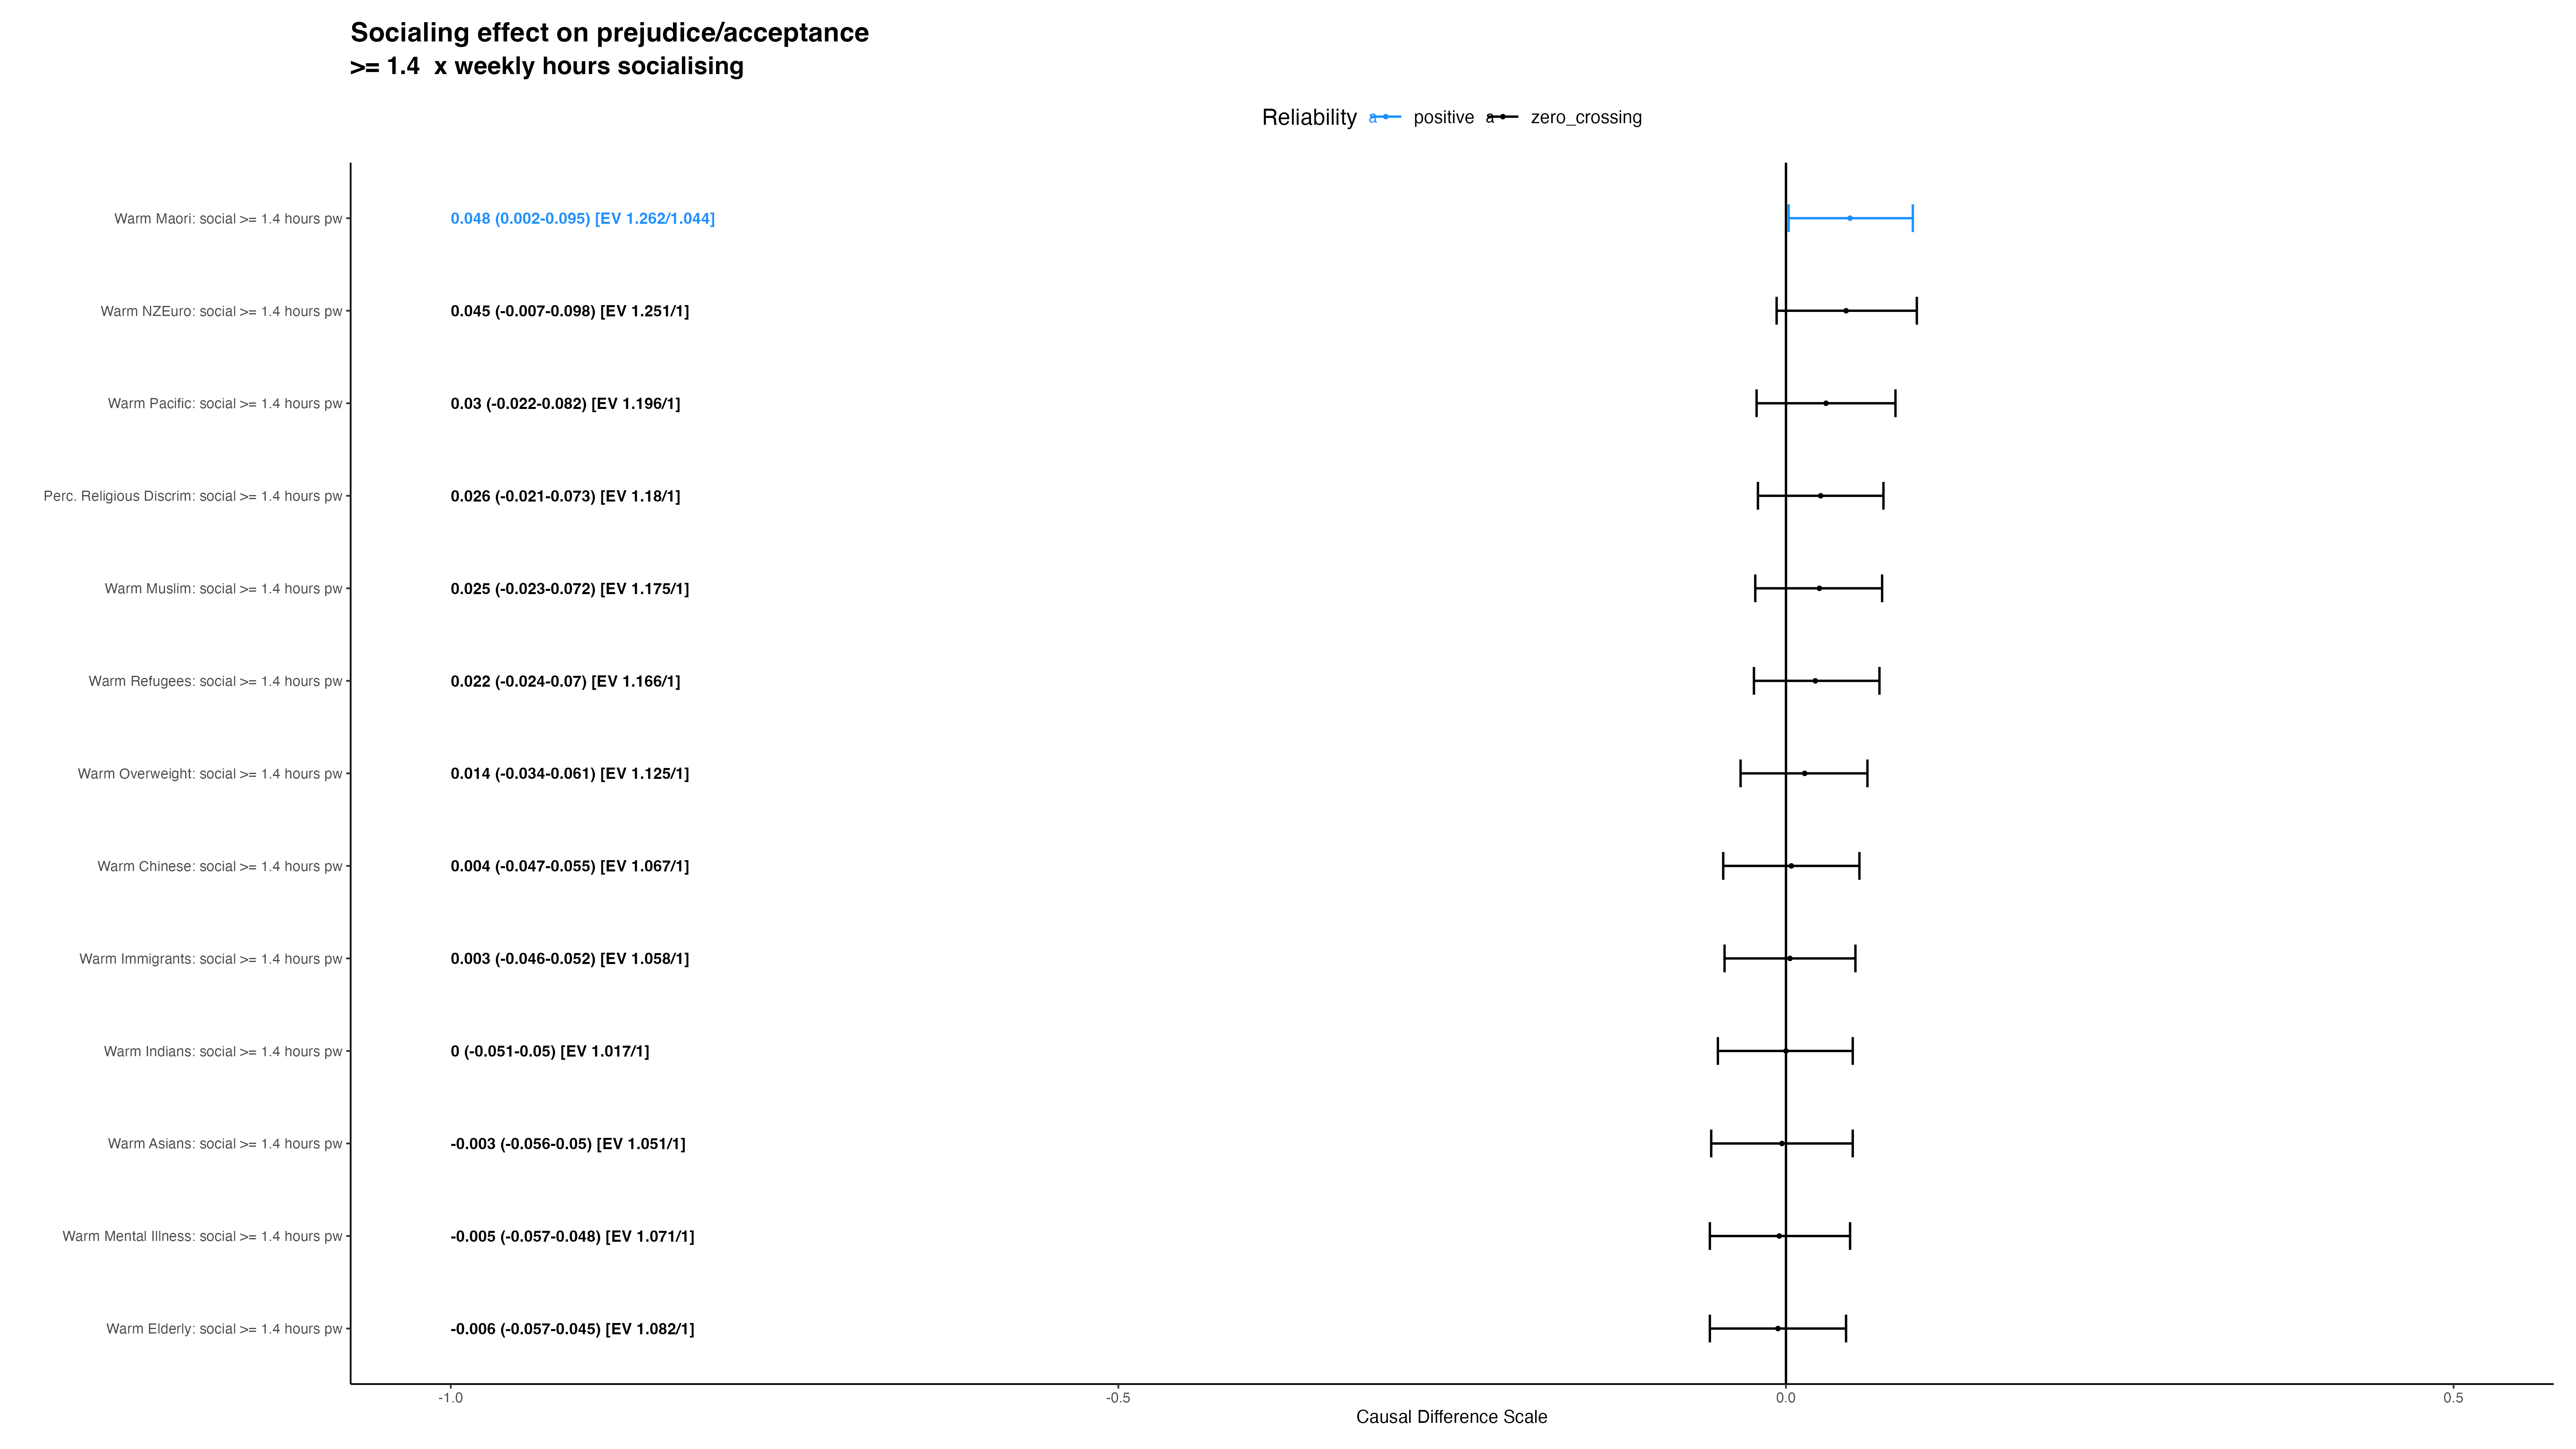 Socialing effect on prejudice/acceptance
>= 1.4  x weekly hours socialising
Reliability a positive a zero_crossing
Warm Maori: social >= 1.4 hours pw 0.048 (0.002-0.095) [EV 1.262/1.044]
Warm NZEuro: social >= 1.4 hours pw 0.045 (-0.007-0.098) [EV 1.251/1]
Warm Pacific: social >= 1.4 hours pw 0.03 (-0.022-0.082) [EV 1.196/1]
Perc. Religious Discrim: social >= 1.4 hours pw 0.026 (-0.021-0.073) [EV 1.18/1]
Warm Muslim: social >= 1.4 hours pw 0.025 (-0.023-0.072) [EV 1.175/1]
Warm Refugees: social >= 1.4 hours pw 0.022 (-0.024-0.07) [EV 1.166/1]
Warm Overweight: social >= 1.4 hours pw 0.014 (-0.034-0.061) [EV 1.125/1]
Warm Chinese: social >= 1.4 hours pw 0.004 (-0.047-0.055) [EV 1.067/1]
Warm Immigrants: social >= 1.4 hours pw 0.003 (-0.046-0.052) [EV 1.058/1]
Warm Indians: social >= 1.4 hours pw 0 (-0.051-0.05) [EV 1.017/1]
Warm Asians: social >= 1.4 hours pw -0.003 (-0.056-0.05) [EV 1.051/1]
Warm Mental Illness: social >= 1.4 hours pw -0.005 (-0.057-0.048) [EV 1.071/1]
Warm Elderly: social >= 1.4 hours pw -0.006 (-0.057-0.045) [EV 1.082/1]
-1.0 -0.5 0.0 0.5
Causal Difference Scale